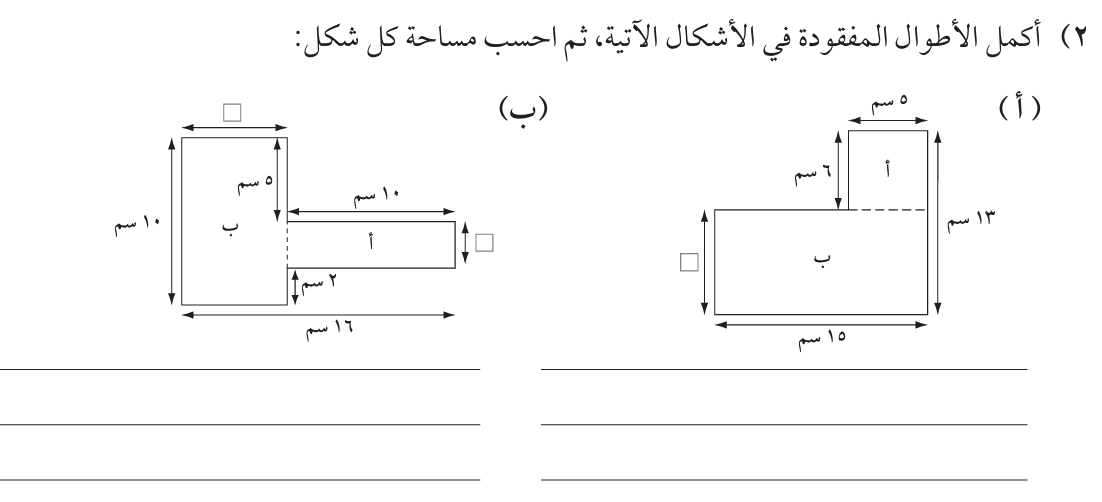 ٢) أكمل الأطوال المفقودة في الأشكال الآتية، ثم احسب مساحة كل شكل:
(أ)
٥ سم
٦ سم
أ
١٣ سم
ب
١٥ سم
(ب)
٥ سم
١٠ سم
١٠ سم
ب
أ
٢ سم
١٦ سم